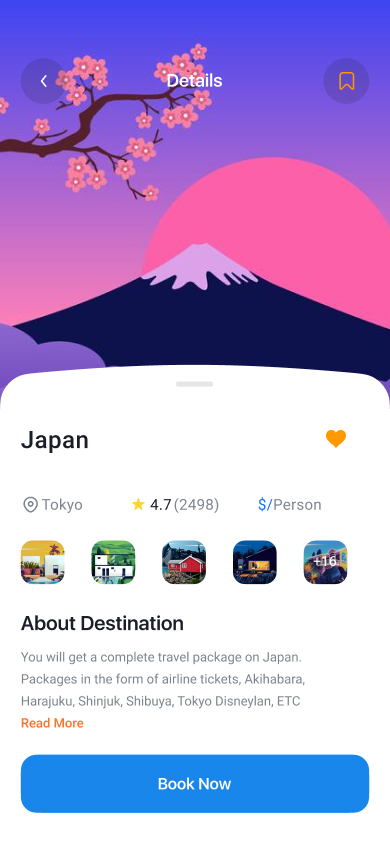 Details
Japan
Tokyo 4.7 (2498) $/Person
+16
About Destination
You will get a complete travel package on Japan.
Packages in the form of airline tickets, Akihabara,
Harajuku, Shinjuk, Shibuya, Tokyo Disneylan, ETC
Read More
Book Now